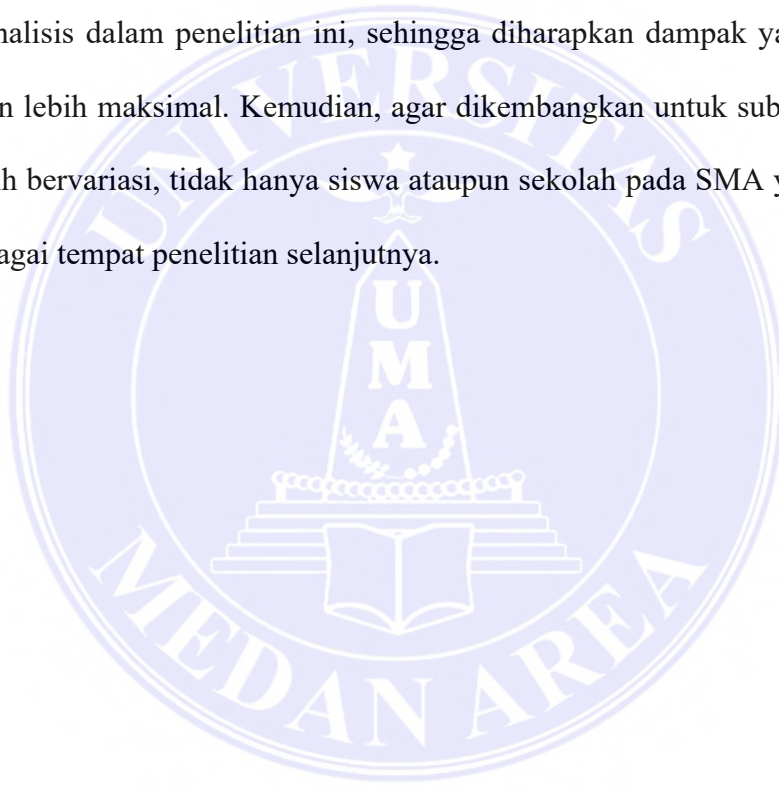 nalisis dalam penelitian ini, sehingga diharapkan dampak ya
n lebih maksimal. Kemudian, agar dikembangkan untuk sub
ih bervariasi, tidak hanya siswa ataupun sekolah pada SMA y
agai tempat penelitian selanjutnya.
UNIVERSITAS
UMA
MEDAN AREA